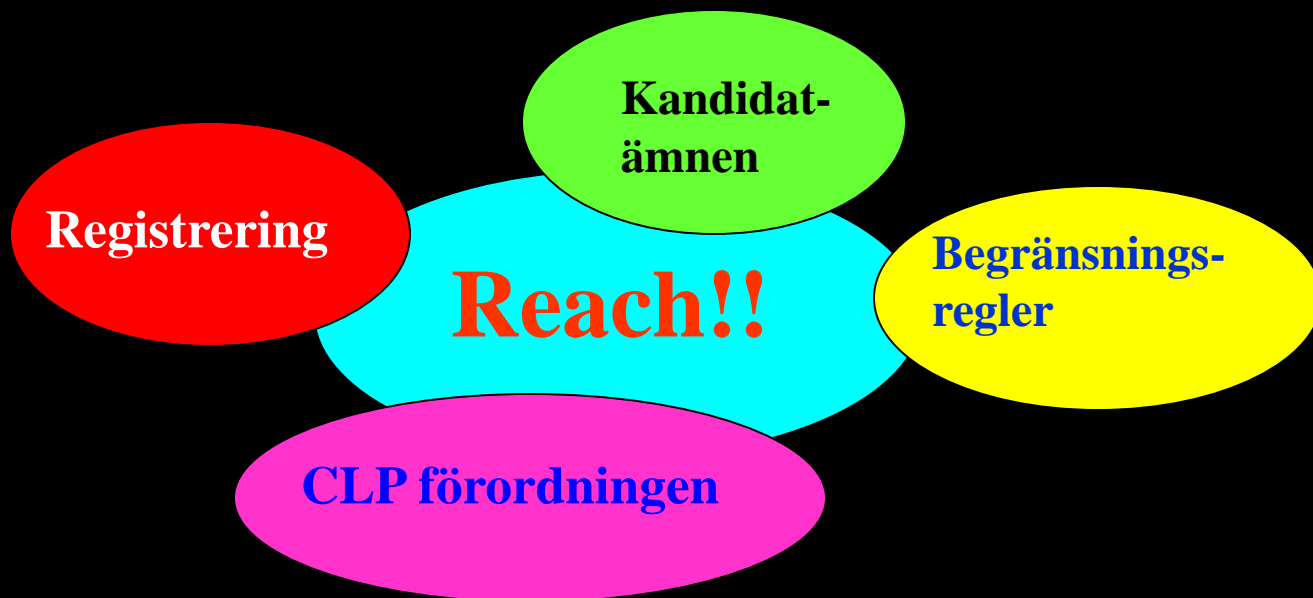 Kandidat-
ämnen
Registrering
Begränsnings-
regler
Reach!!
CLP förordningen